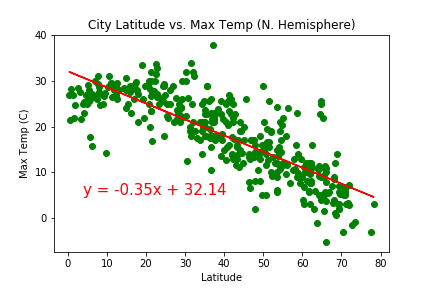 City Latitude vs. Max Temp (N. Hemisphere)
Max Temp (C)
40
30
20
10
0
y = -0.35x + 32.14
0 10 20 30 40 50 60 70 80
Latitude